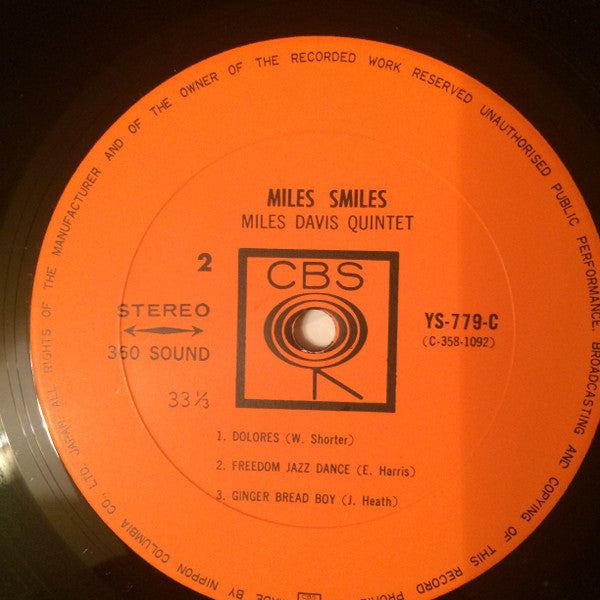 ALL RIGHTS OF THE MANUFACTURER AND OF THE OWNER OF THE RECORDED WORK RESERVED UNAUTHORISED PUBLIC PERFORMANCE, BROADCASTING AND COPYING OF THIS RECORD
MADE BY NIPPON COLUMBIA CO., LTD. JAPAN
MILES SMILES
MILES DAVIS QUINTET
2
CBS
STEREO
360 SOUND
YS-779-C
(C-358-1092)
33⅓
1. DOLORES (W. Shorter)
2. FREEDOM JAZZ DANCE (E. Harris)
3. GINGER BREAD BOY (J. Heath)